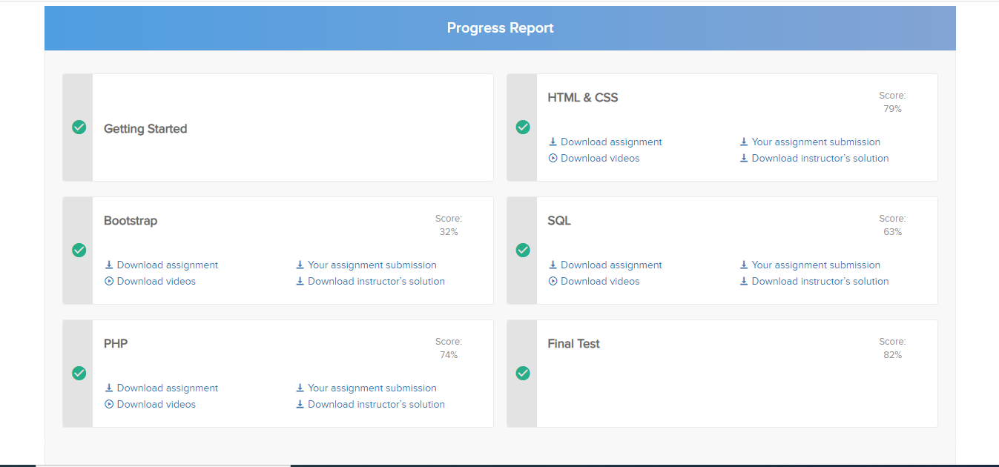 Progress Report
Getting Started
HTML & CSS
Score:
79%
Download assignment
Your assignment submission
Download videos
Download instructor's solution
Bootstrap
Score:
32%
Download assignment
Your assignment submission
Download videos
Download instructor's solution
SQL
Score:
63%
Download assignment
Your assignment submission
Download videos
Download instructor's solution
PHP
Score:
74%
Download assignment
Your assignment submission
Download videos
Download instructor's solution
Final Test
Score:
82%